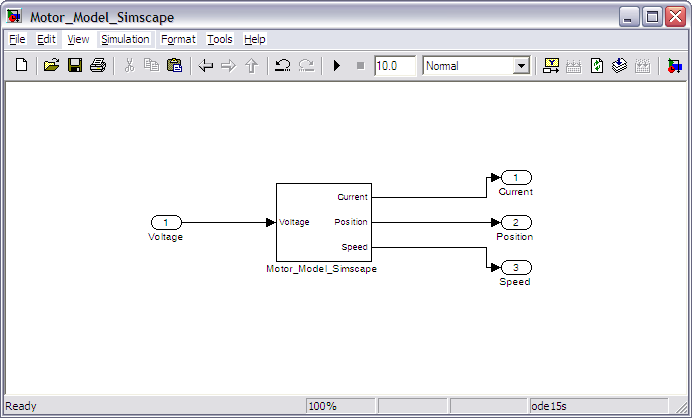 Motor_Model_Simscape
File Edit View Simulation Format Tools Help
10.0 Normal
Y
1
Voltage
Voltage
Current
Position
Speed
Motor_Model_Simscape
1
Current
2
Position
3
Speed
Ready 100% ode15s